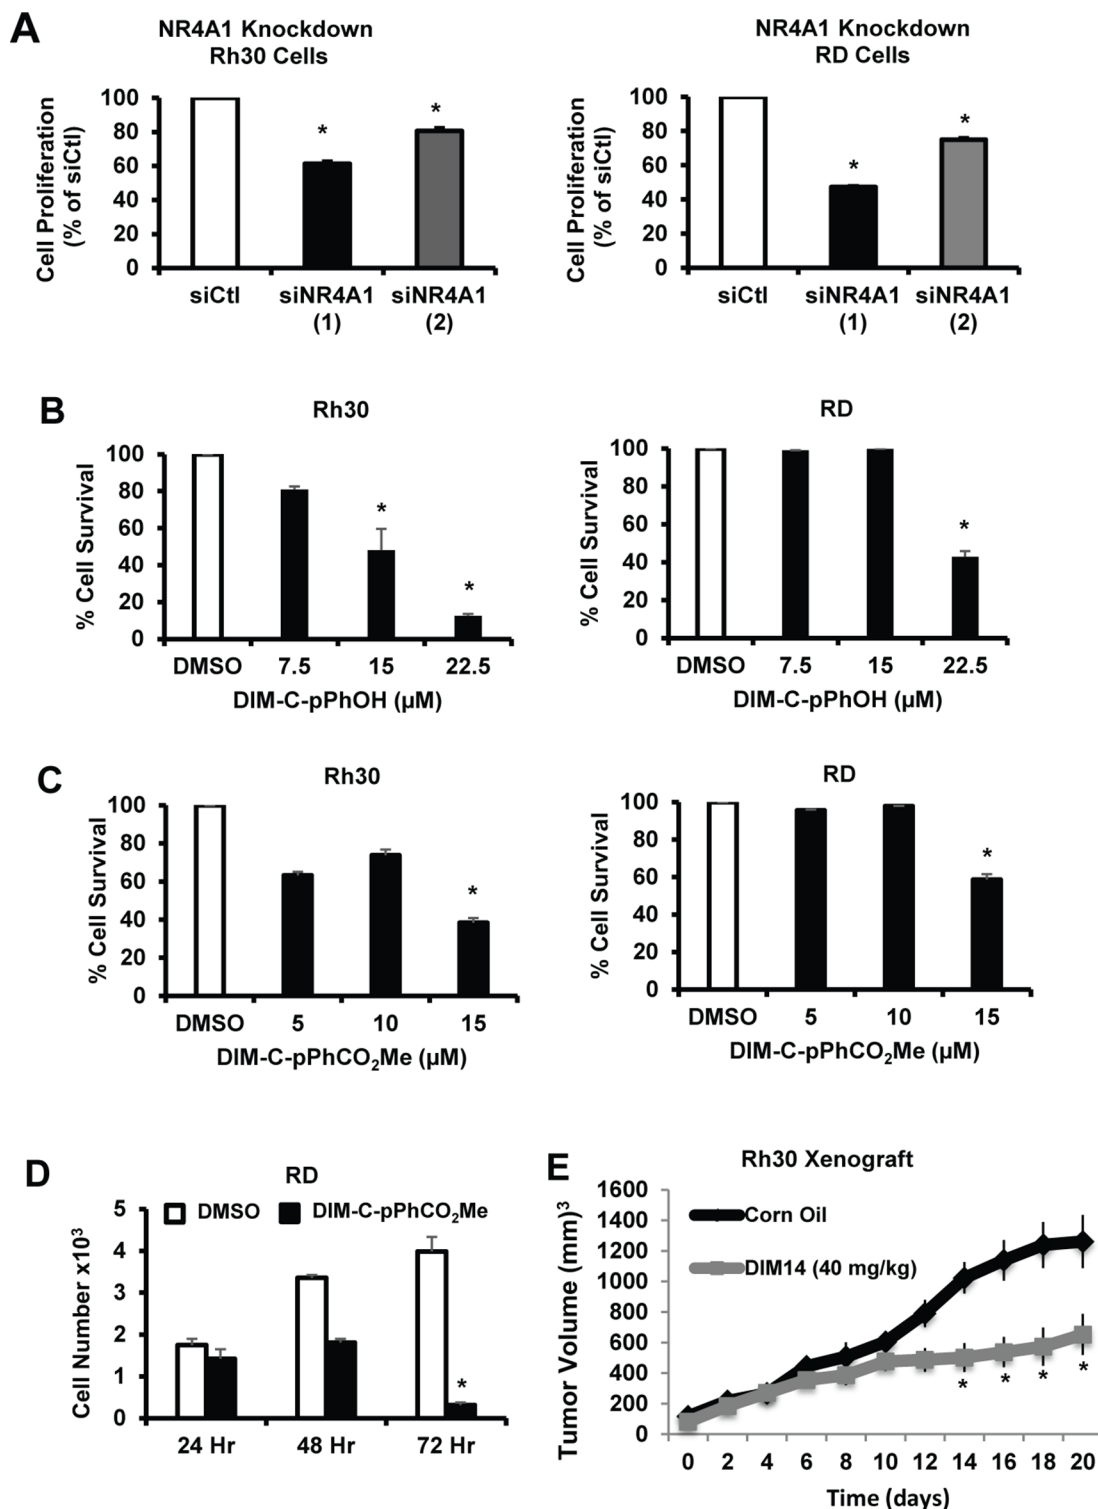 A
NR4A1 Knockdown
Rh30 Cells
Cell Proliferation
(% of siCtl)
100
80
60
40
20
0
*
*
siCtl
siNR4A1
(1)
siNR4A1
(2)
NR4A1 Knockdown
RD Cells
Cell Proliferation
(% of siCtl)
100
80
60
40
20
0
*
*
siCtl
siNR4A1
(1)
siNR4A1
(2)
B
Rh30
% Cell Survival
100
80
60
40
20
0
*
*
DMSO 7.5 15 22.5
DIM-C-pPhOH (µM)
RD
% Cell Survival
100
80
60
40
20
0
*
DMSO 7.5 15 22.5
DIM-C-pPhOH (µM)
C
Rh30
% Cell Survival
100
80
60
40
20
0
*
DMSO 5 10 15
DIM-C-pPhCO₂Me (µM)
RD
% Cell Survival
100
80
60
40
20
0
*
DMSO 5 10 15
DIM-C-pPhCO₂Me (µM)
D
RD
DMSO DIM-C-pPhCO₂Me
Cell Number x10³
5
4
3
2
1
0
*
24 Hr 48 Hr 72 Hr
E
Rh30 Xenograft
Corn Oil
DIM14 (40 mg/kg)
Tumor Volume (mm)³
1600
1400
1200
1000
800
600
400
200
0
* * * *
0 2 4 6 8 10 12 14 16 18 20
Time (days)